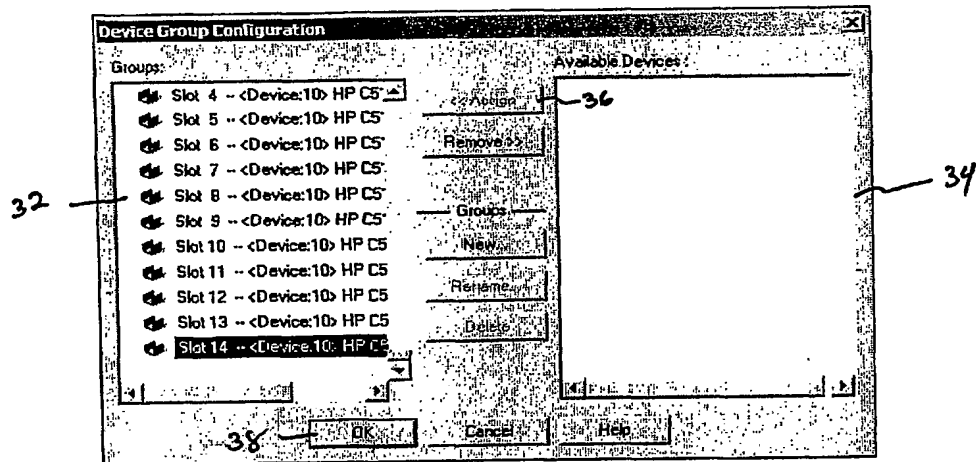 Device Group Configuration
Groups:
Available Devices:
Slot 4 -- <Device:10> HP C5
Slot 5 -- <Device:10> HP C5
Slot 6 -- <Device:10> HP C5
Slot 7 -- <Device:10> HP C5
Slot 8 -- <Device:10> HP C5
Slot 9 -- <Device:10> HP C5
Slot 10 -- <Device:10> HP C5
Slot 11 -- <Device:10> HP C5
Slot 12 -- <Device:10> HP C5
Slot 13 -- <Device:10> HP C5
Slot 14 -- <Device:10> HP C5
<< Assign
Remove >>
Groups
New...
Rename...
Delete
OK
Cancel
Help
32
34
36
38